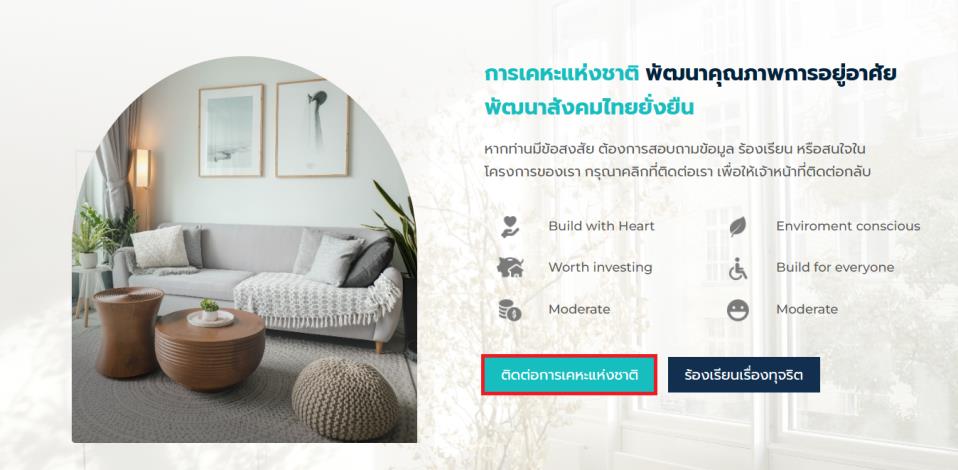 การเคหะแห่งชาติ พัฒนาคุณภาพการอยู่อาศัย
พัฒนาสังคมไทยยั่งยืน
หากท่านมีข้อสงสัย ต้องการสอบถามข้อมูล ร้องเรียน หรือสนใจใน
โครงการของเรา กรุณาคลิกที่ติดต่อเรา เพื่อให้เจ้าหน้าที่ติดต่อกลับ
Build with Heart
Enviroment conscious
Worth investing
Build for everyone
Moderate
Moderate
ติดต่อการเคหะแห่งชาติ
ร้องเรียนเรื่องทุจริต